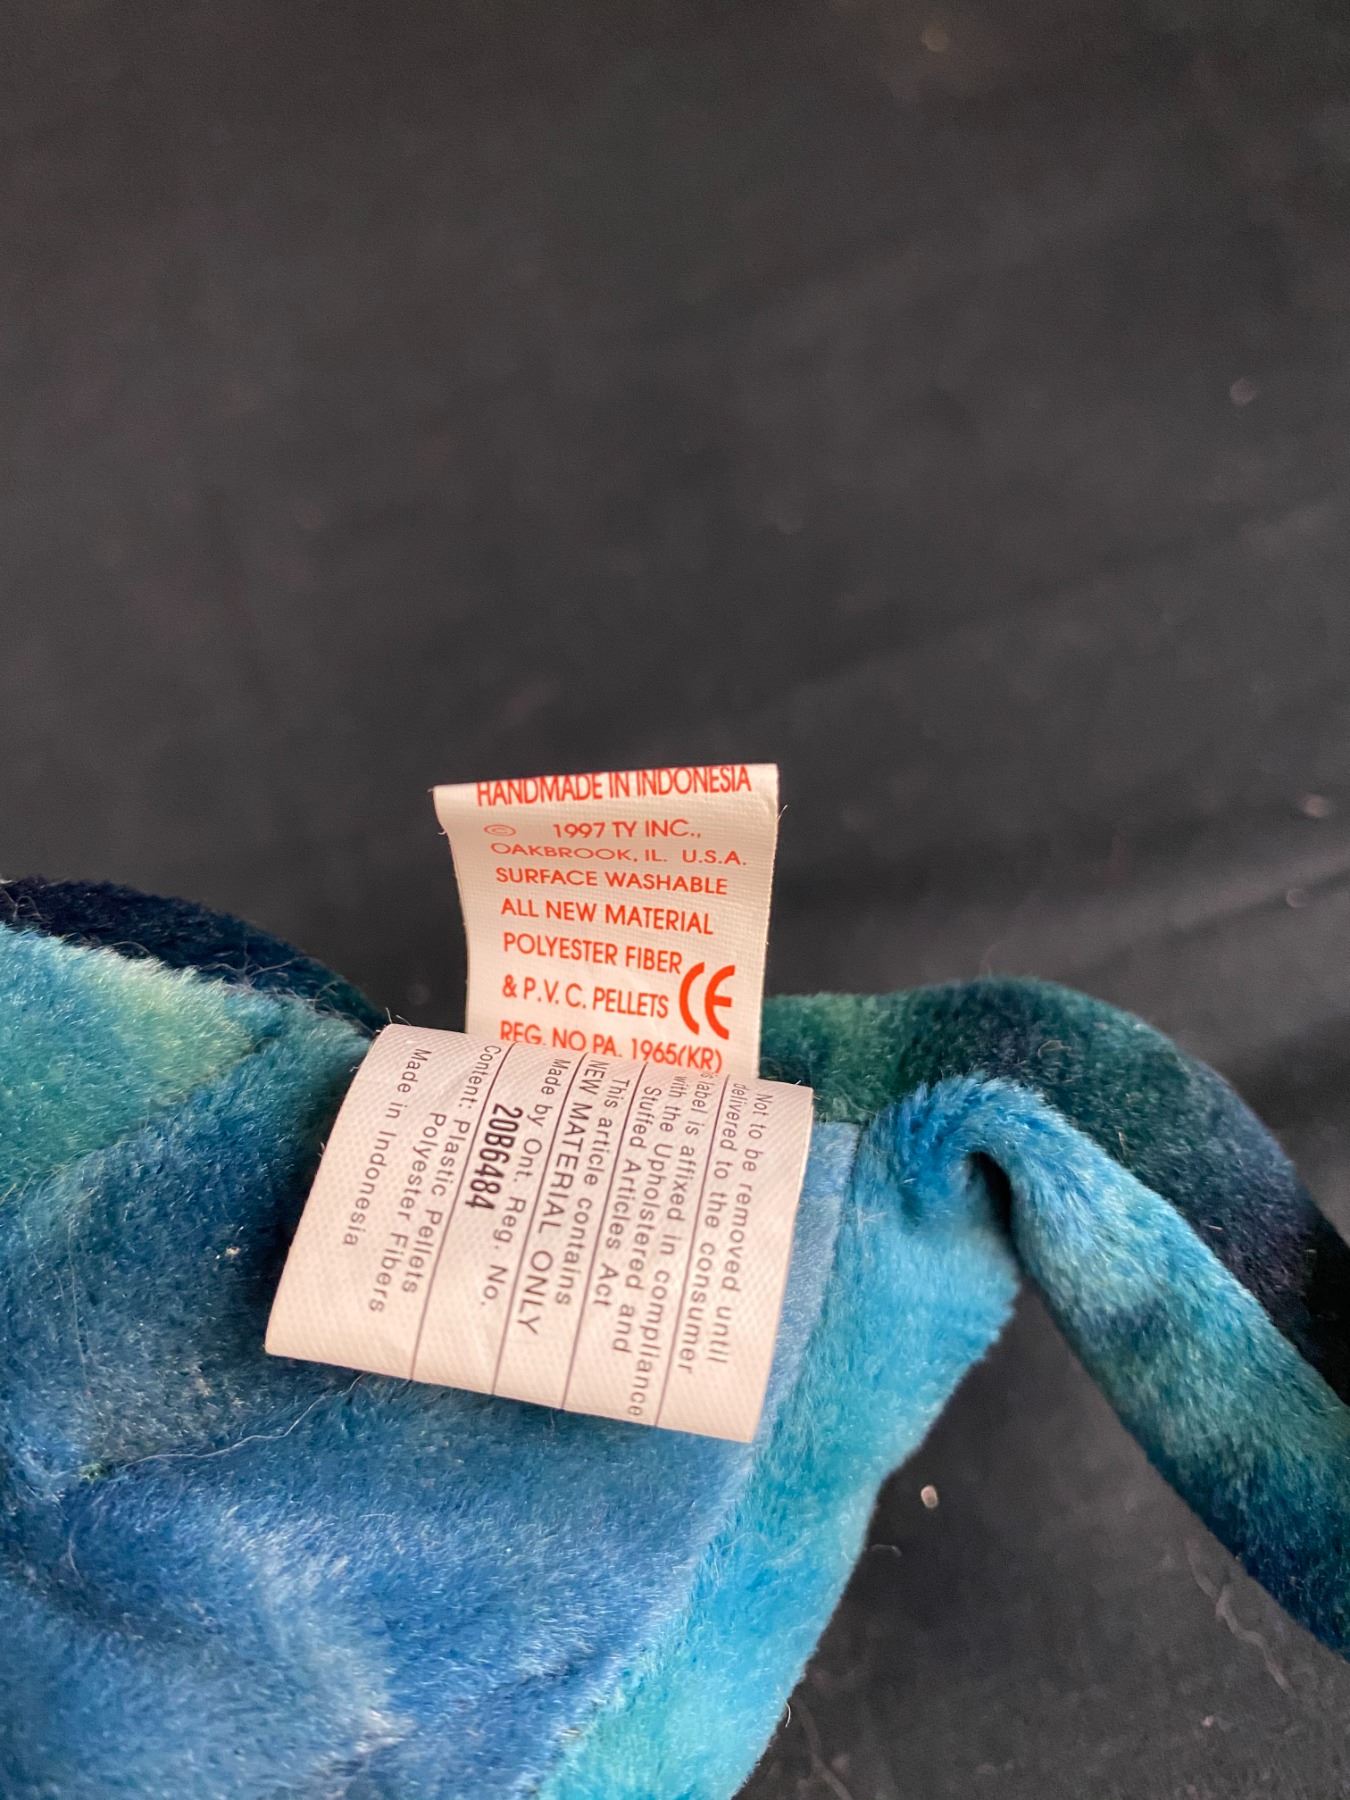 HANDMADE IN INDONESIA
© 1997 TY INC.,
OAKBROOK, IL. U.S.A.
SURFACE WASHABLE
ALL NEW MATERIAL
POLYESTER FIBER
& P.V.C. PELLETS CE
REG. NO PA. 1965(KR)
Not to be removed until
delivered to the consumer
label is affixed in compliance
with the Upholstered and
Stuffed Articles Act
This article contains
NEW MATERIAL ONLY
Made by Ont. Reg. No.
20B6484
Content: Plastic Pellets
Polyester Fibers
Made in Indonesia